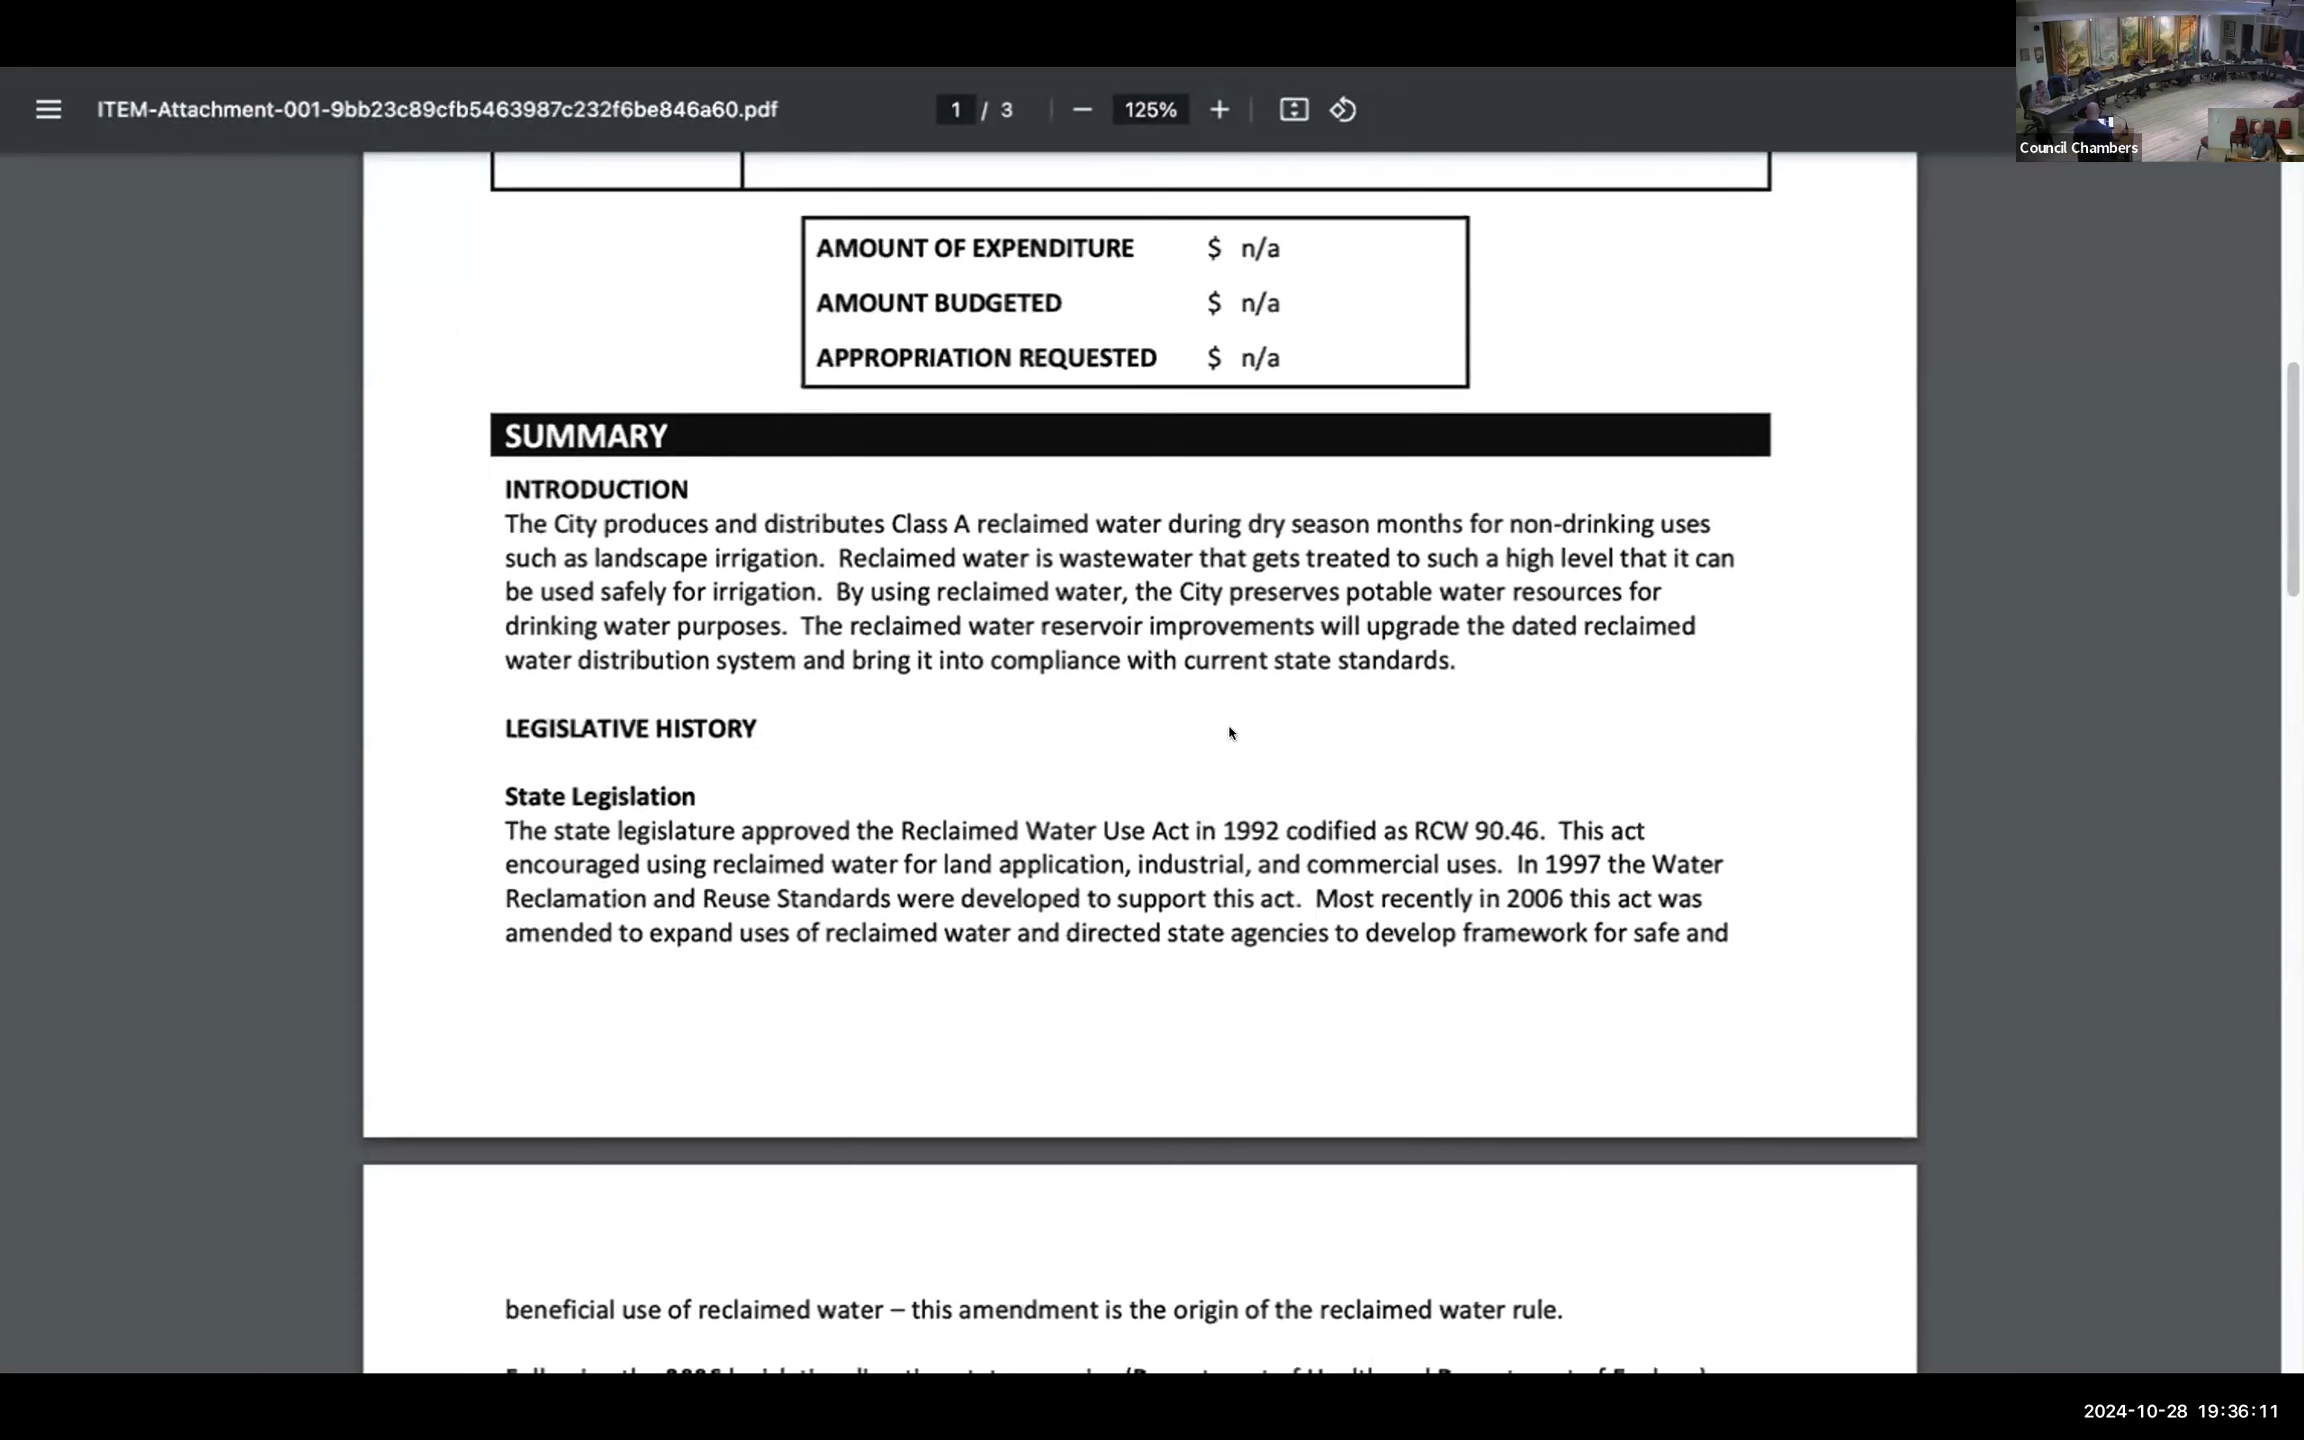 ITEM-Attachment-001-9bb23c89cfb5463987c232f6be846a60.pdf
1 / 3
125%
Council Chambers
AMOUNT OF EXPENDITURE $ n/a
AMOUNT BUDGETED $ n/a
APPROPRIATION REQUESTED $ n/a
SUMMARY
INTRODUCTION
The City produces and distributes Class A reclaimed water during dry season months for non-drinking uses
such as landscape irrigation. Reclaimed water is wastewater that gets treated to such a high level that it can
be used safely for irrigation. By using reclaimed water, the City preserves potable water resources for
drinking water purposes. The reclaimed water reservoir improvements will upgrade the dated reclaimed
water distribution system and bring it into compliance with current state standards.
LEGISLATIVE HISTORY
State Legislation
The state legislature approved the Reclaimed Water Use Act in 1992 codified as RCW 90.46. This act
encouraged using reclaimed water for land application, industrial, and commercial uses. In 1997 the Water
Reclamation and Reuse Standards were developed to support this act. Most recently in 2006 this act was
amended to expand uses of reclaimed water and directed state agencies to develop framework for safe and
beneficial use of reclaimed water – this amendment is the origin of the reclaimed water rule.
2024-10-28 19:36:11